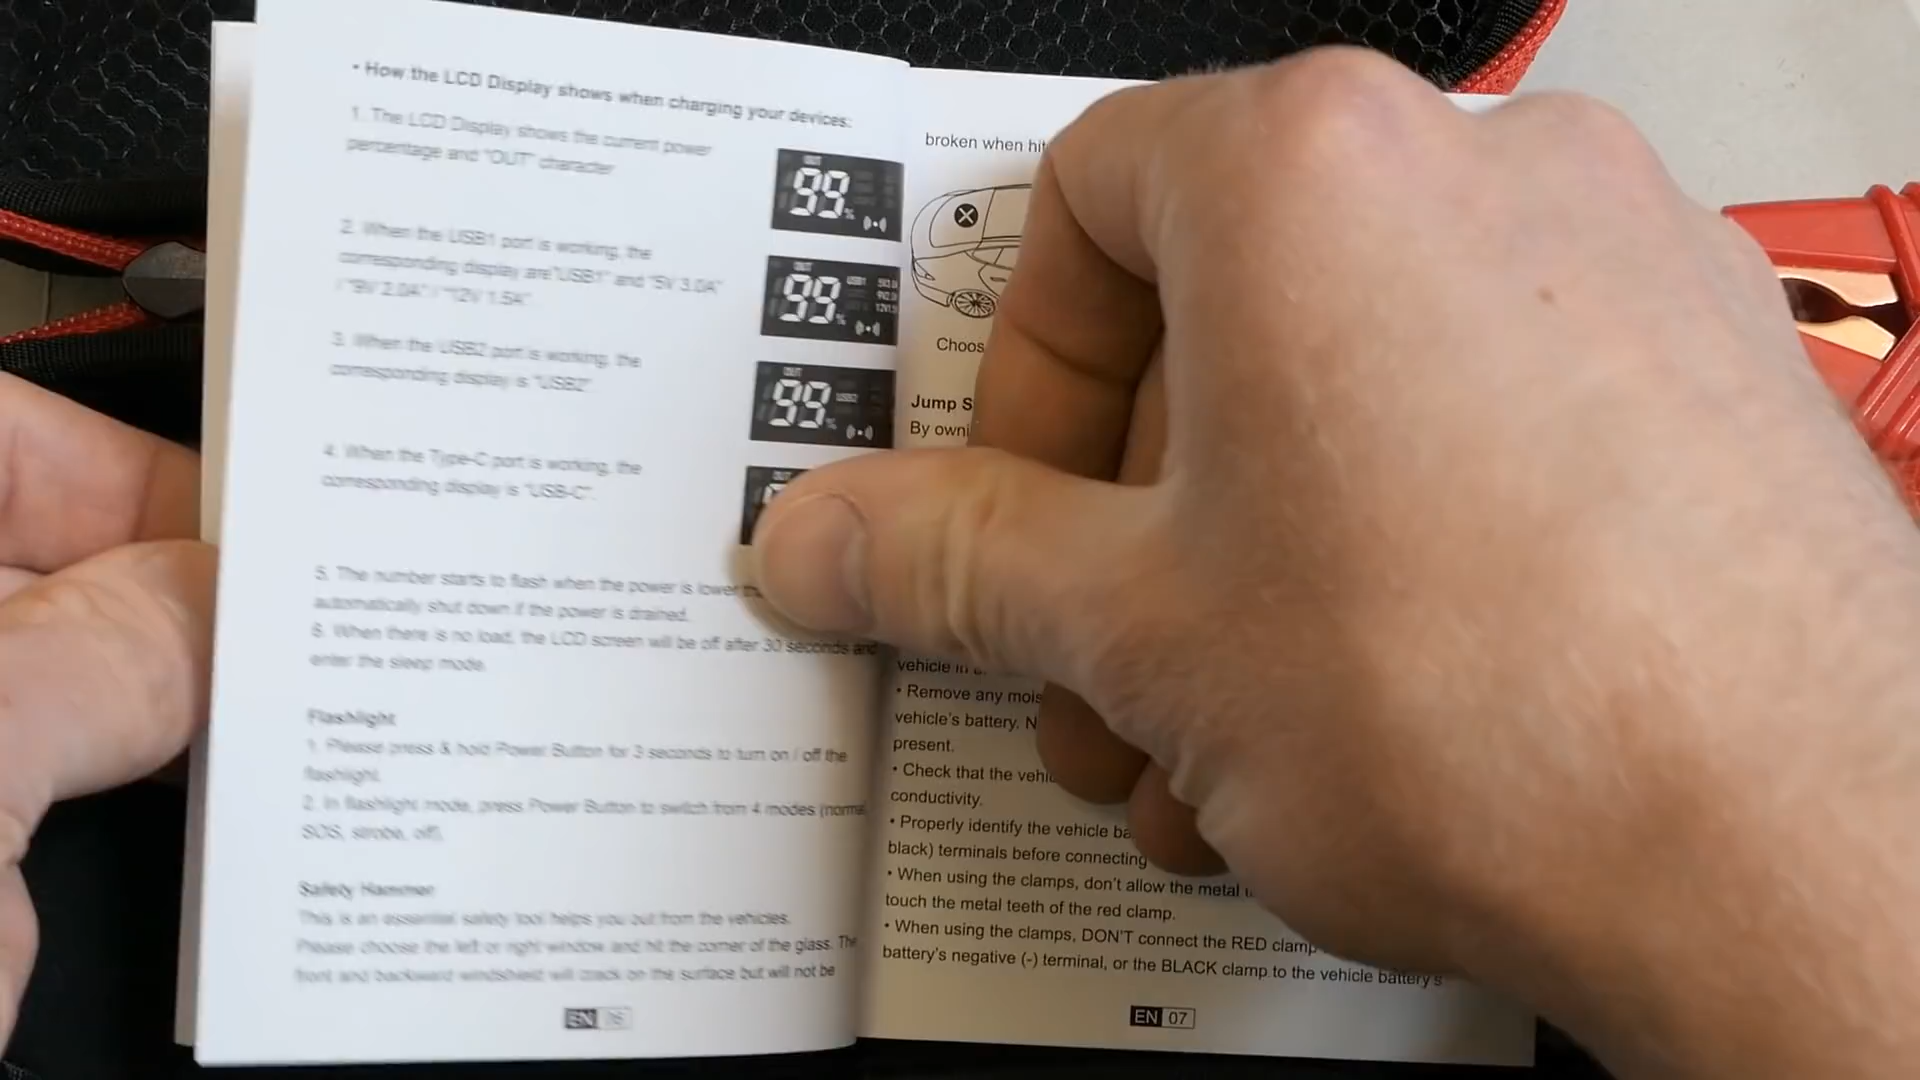 • How the LCD Display shows when charging your devices:
1. The LCD Display shows the current power
percentage and "OUT" character
OUT
99
%
2. When the USB1 port is working, the
corresponding display are"USB1" and "5V 3.0A"
/ "9V 2.0A" / "12V 1.5A"
OUT
99
%
USB1
3. When the USB2 port is working, the
corresponding display is "USB2"
OUT
99
%
USB2
4. When the Type-C port is working, the
corresponding display is "USB-C".
OUT
5. The number starts to flash when the power is lower
automatically shut down if the power is drained.
6. When there is no load, the LCD screen will be off after 30 seconds and
enter the sleep mode.
Flashlight
1. Please press & hold Power Button for 3 seconds to turn on / off the
flashlight.
2. In flashlight mode, press Power Button to switch from 4 modes
SOS, strobe, off).
Safety Hammer
This is an essential safety tool helps you out from the vehicles.
Please choose the left or right window and hit the corner of the glass. The
front and backward windshield will crack on the surface but will not be
EN
broken when hit
Jump
By
vehicle
• Remove any
vehicle's battery.
present.
• Check that the
conductivity.
• Properly identify the vehicle
black) terminals before connecting
• When using the clamps, don't allow the metal
touch the metal teeth of the red clamp.
• When using the clamps, DON'T connect the RED clamp
battery's negative (-) terminal, or the BLACK clamp to the vehicle battery's
EN 07